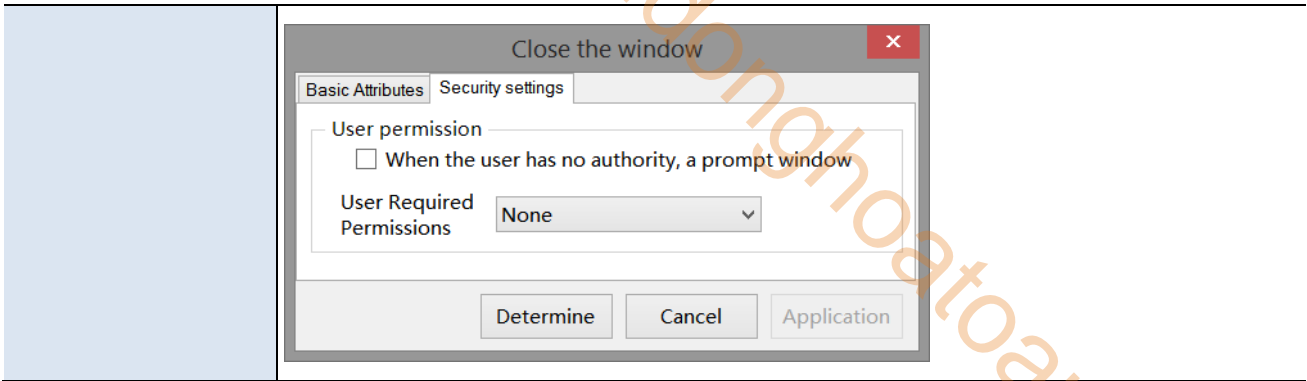 Close the window
Basic Attributes Security settings
User permission
When the user has no authority, a prompt window
User Required
Permissions
None
Determine Cancel Application
donghoatoa